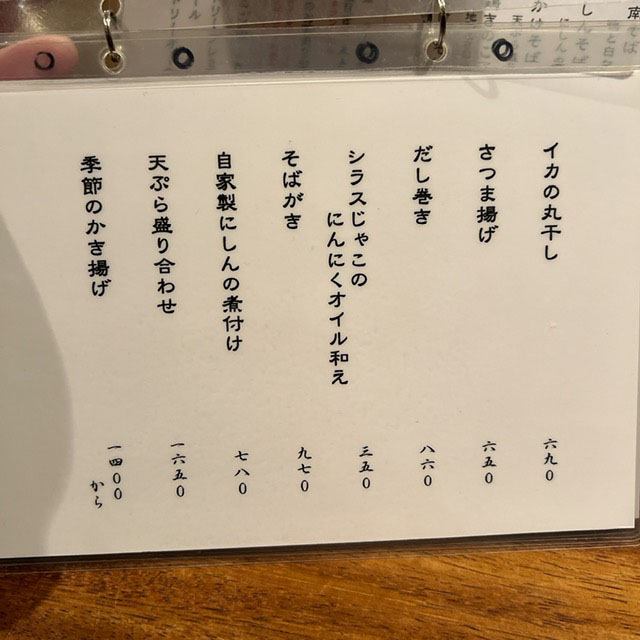 イカの丸干し 六九〇
さつま揚げ 六五〇
だし巻き 八六〇
シラスじゃこの
にんにくオイル和え 三五〇
そばがき 九七〇
自家製にしんの煮付け 七八〇
天ぷら盛り合わせ 一六五〇
季節のかき揚げ 一四〇〇
から